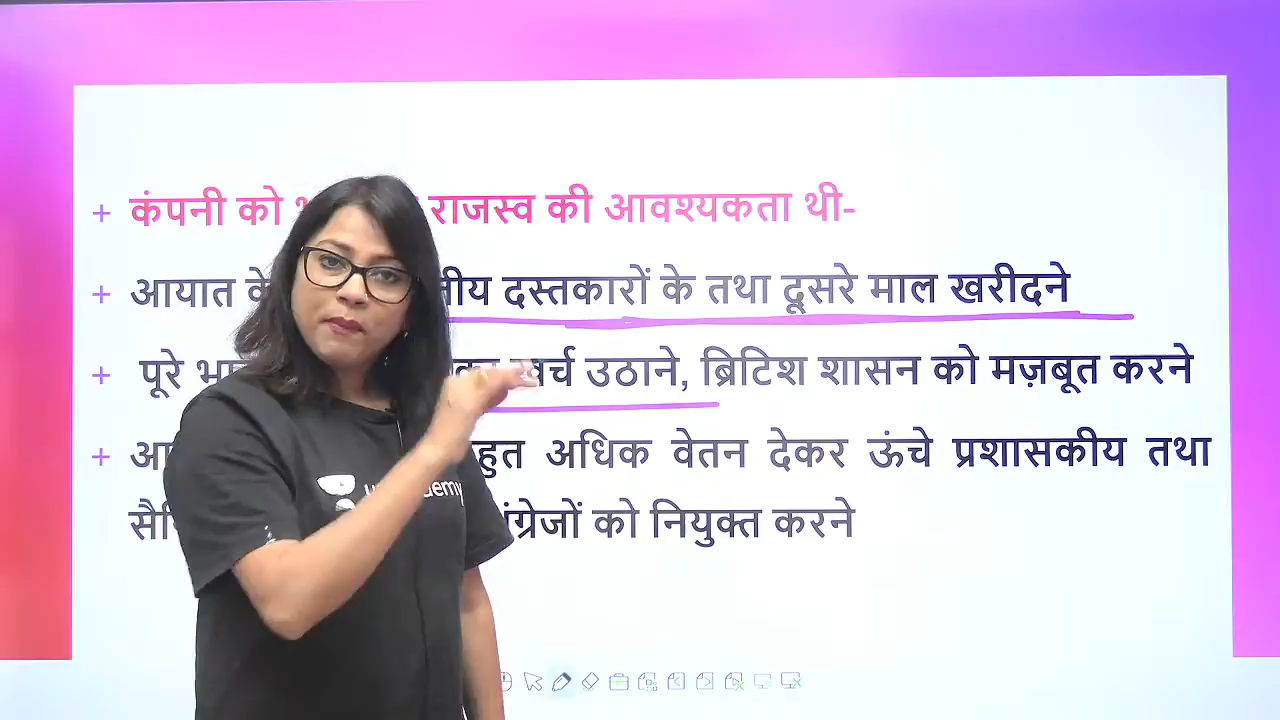 + कंपनी को राजस्व की आवश्यकता थी-
+ आयात के दस्तकारों के तथा दूसरे माल खरीदने
+ पूरे खर्च उठाने, ब्रिटिश शासन को मज़बूत करने
+ अधिक वेतन देकर ऊंचे प्रशासकीय तथा
को नियुक्त करने